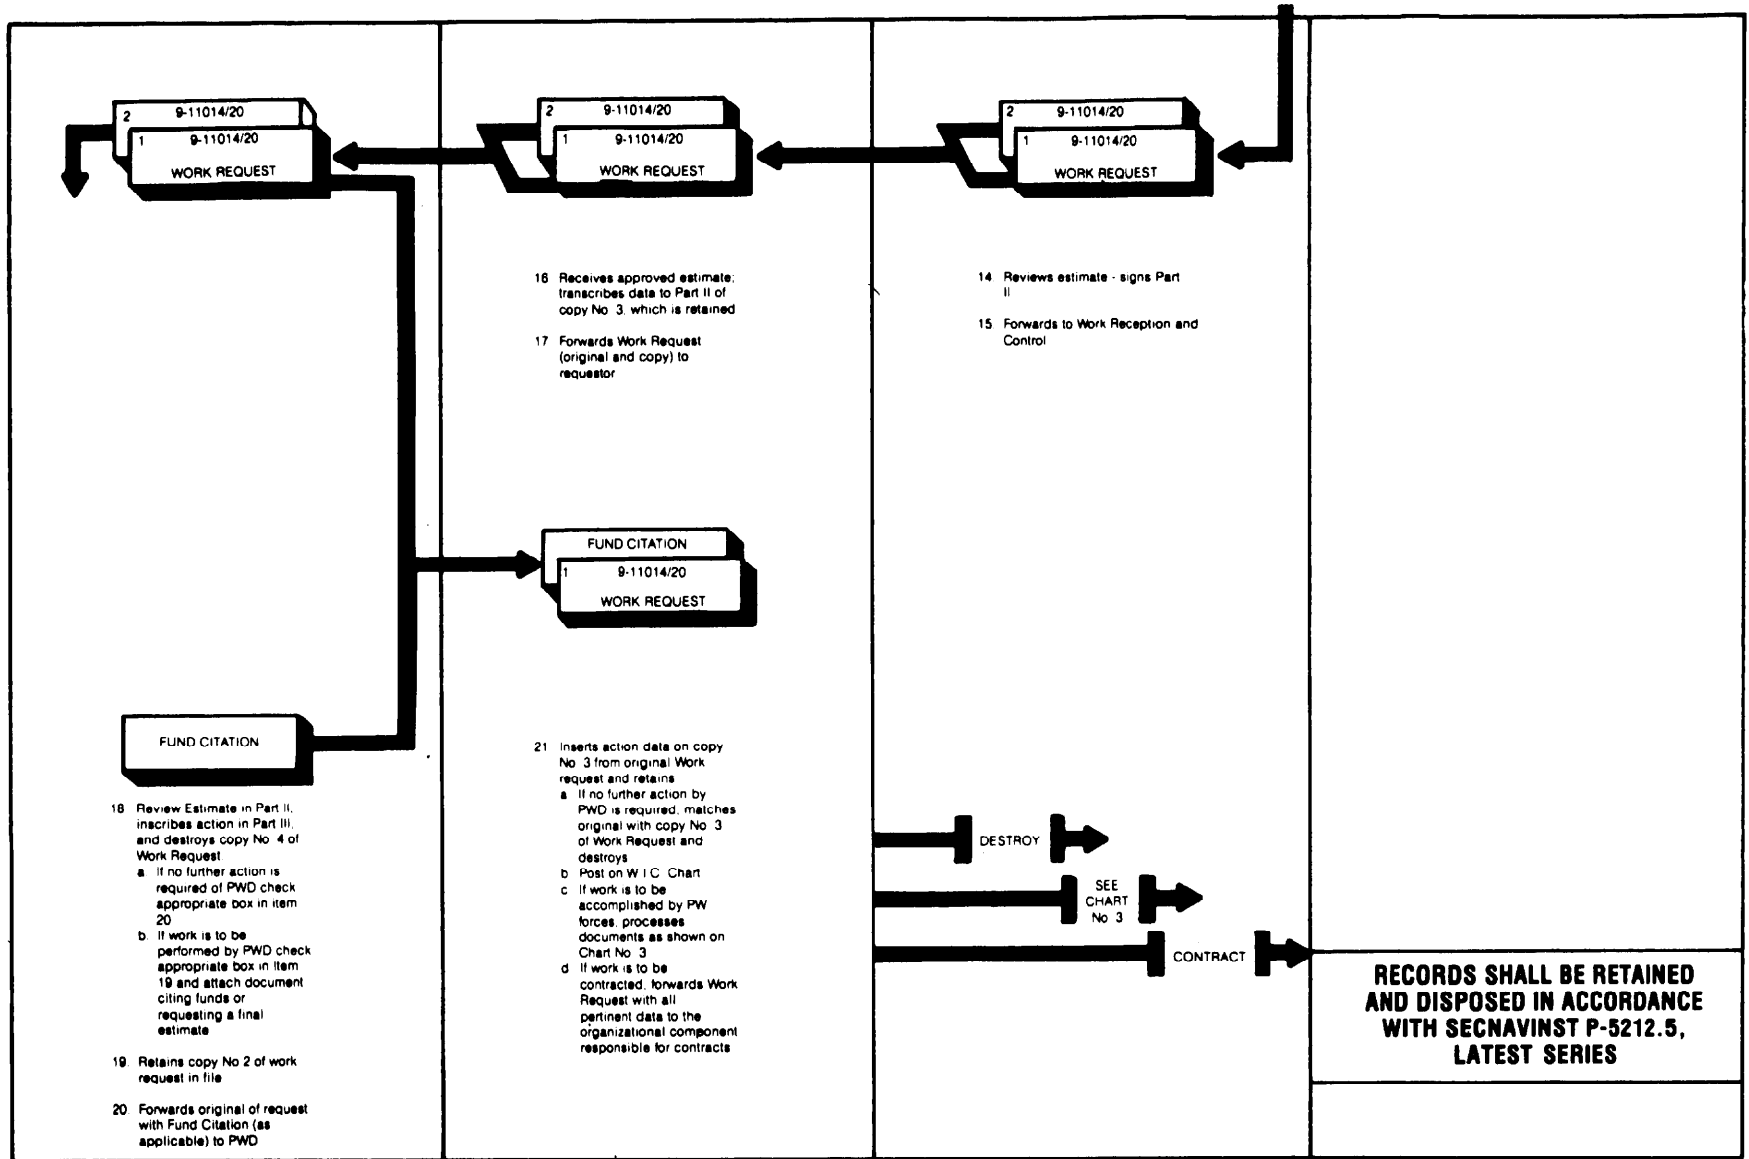 2 9-11014/20
1 9-11014/20
WORK REQUEST
2 9-11014/20
1 9-11014/20
WORK REQUEST
2 9-11014/20
1 9-11014/20
WORK REQUEST
16 Receives approved estimate;
transcribes data to Part II of
copy No 3, which is retained
17 Forwards Work Request
(original and copy) to
requestor
14 Reviews estimate - signs Part
II
15 Forwards to Work Reception and
Control
FUND CITATION
1 9-11014/20
WORK REQUEST
FUND CITATION
18 Review Estimate in Part II,
inscribes action in Part III,
and destroys copy No 4 of
Work Request
a If no further action is
required of PWD check
appropriate box in item
20
b. If work is to be
performed by PWD check
appropriate box in Item
19 and attach document
citing funds or
requesting a final
estimate
19. Retains copy No 2 of work
request in file
20. Forwards original of request
with Fund Citation (as
applicable) to PWD
21 Inserts action data on copy
No 3 from original Work
request and retains
a If no further action by
PWD is required, matches
original with copy No 3
of Work Request and
destroys
b Post on W I C Chart
c If work is to be
accomplished by PW
forces, processes
documents as shown on
Chart No 3
d If work is to be
contracted, forwards Work
Request with all
pertinent data to the
organizational component
responsible for contracts
DESTROY
SEE
CHART
No 3
CONTRACT
RECORDS SHALL BE RETAINED
AND DISPOSED IN ACCORDANCE
WITH SECNAVINST P-5212.5,
LATEST SERIES